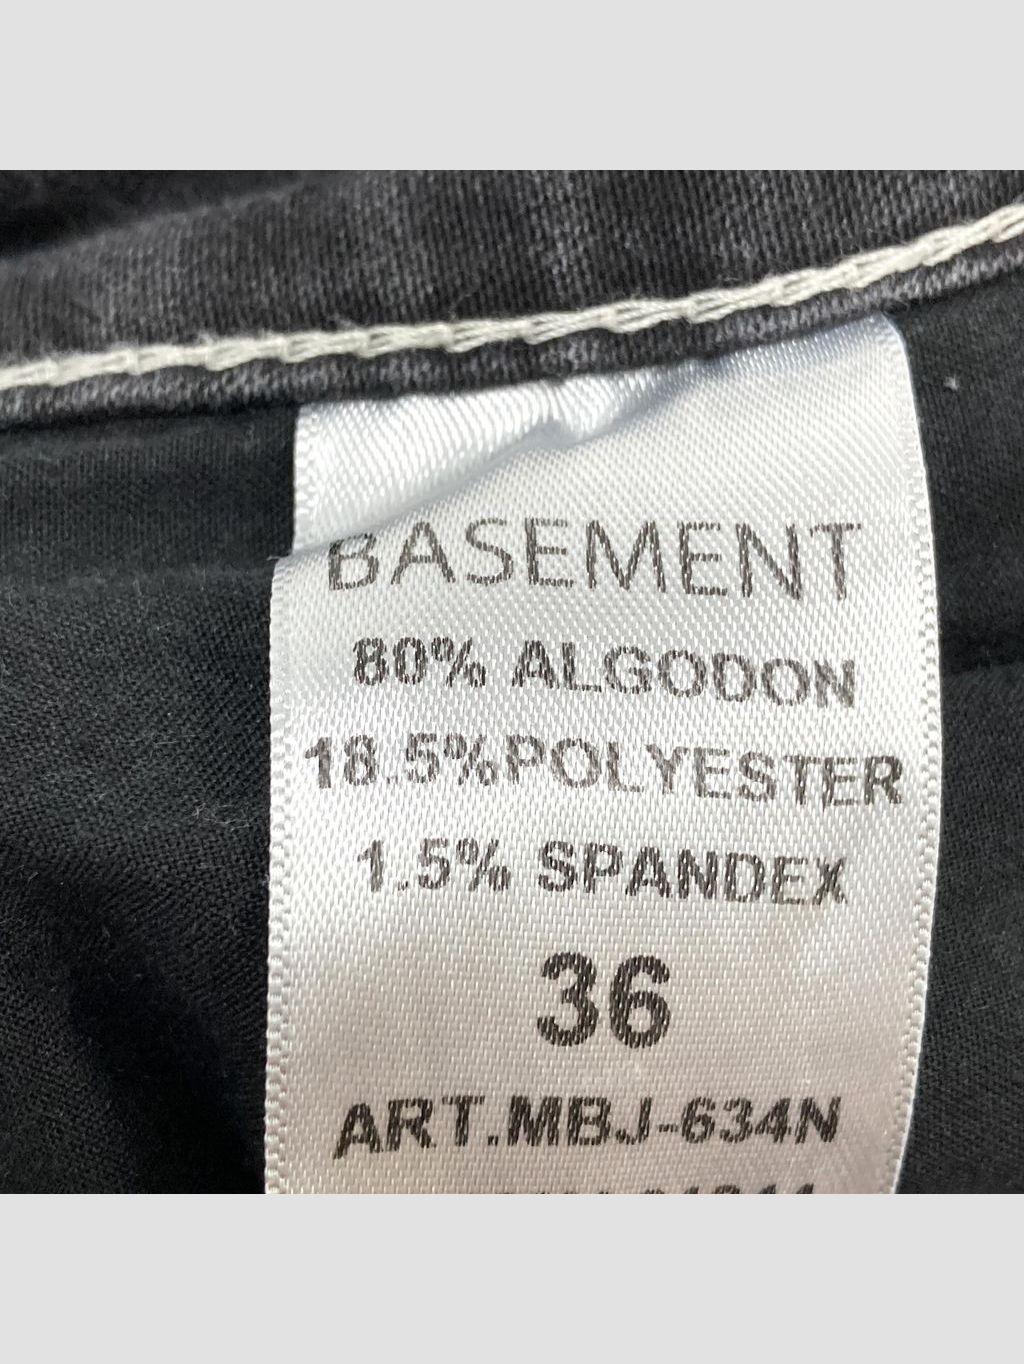 BASEMENT
80% ALGODON
18.5%POLYESTER
1.5% SPANDEX
36
ART.MBJ-634N